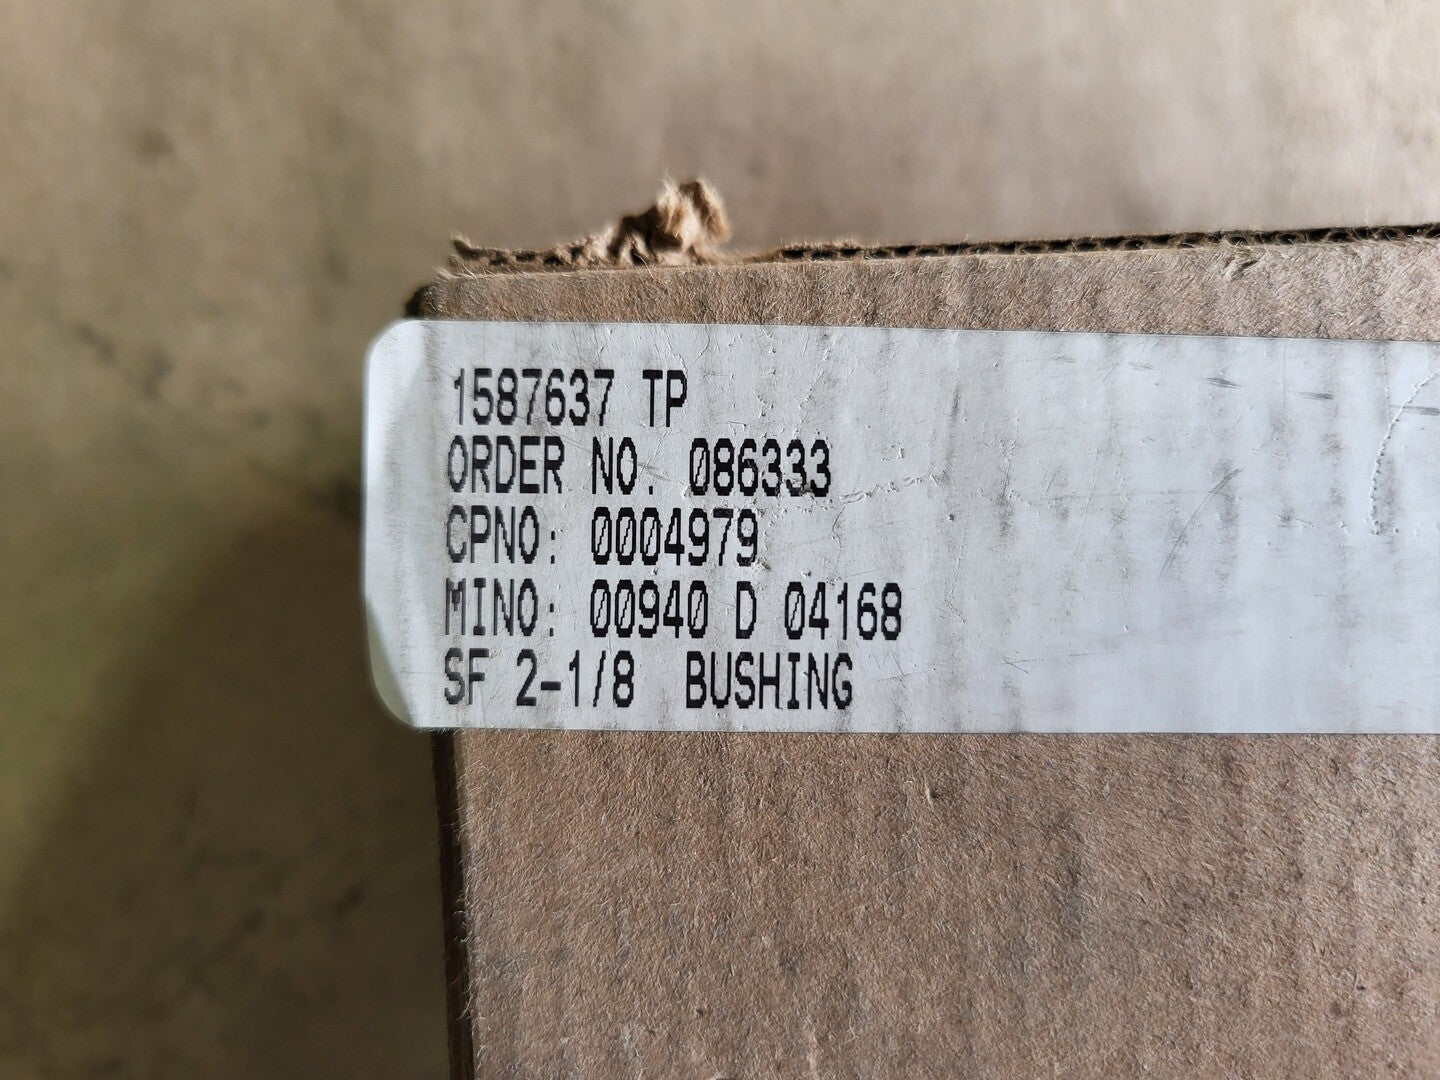 1587637 TP
ORDER NO. 086333
CPNO: 0004979
MINO: 00940 D 04168
SF 2-1/8 BUSHING